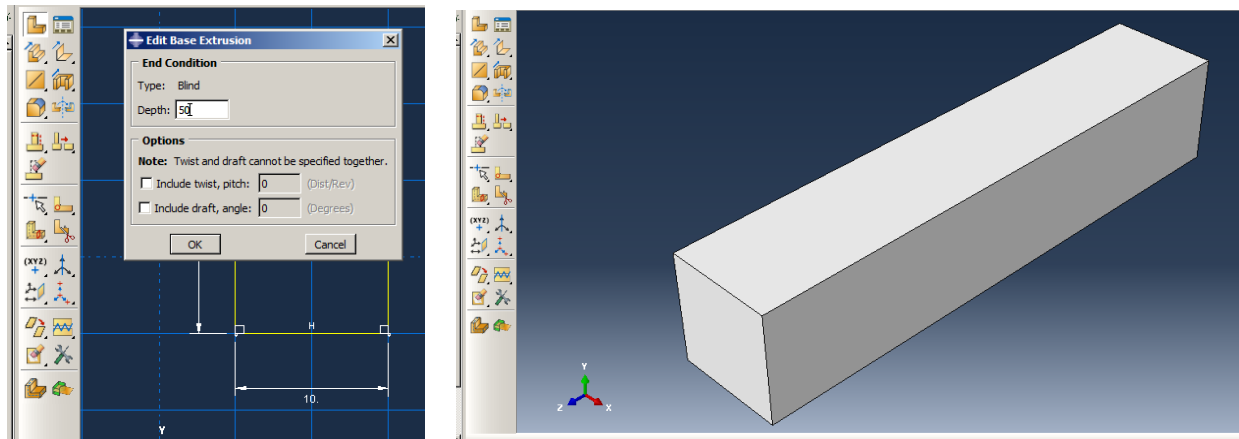 Edit Base Extrusion
End Condition
Type: Blind
Depth: 50
Options
Note: Twist and draft cannot be specified together.
Include twist, pitch: 0 (Dist/Rev)
Include draft, angle: 0 (Degrees)
OK Cancel
(XYZ)
H
10.
Y
(XYZ)
Y
Z X